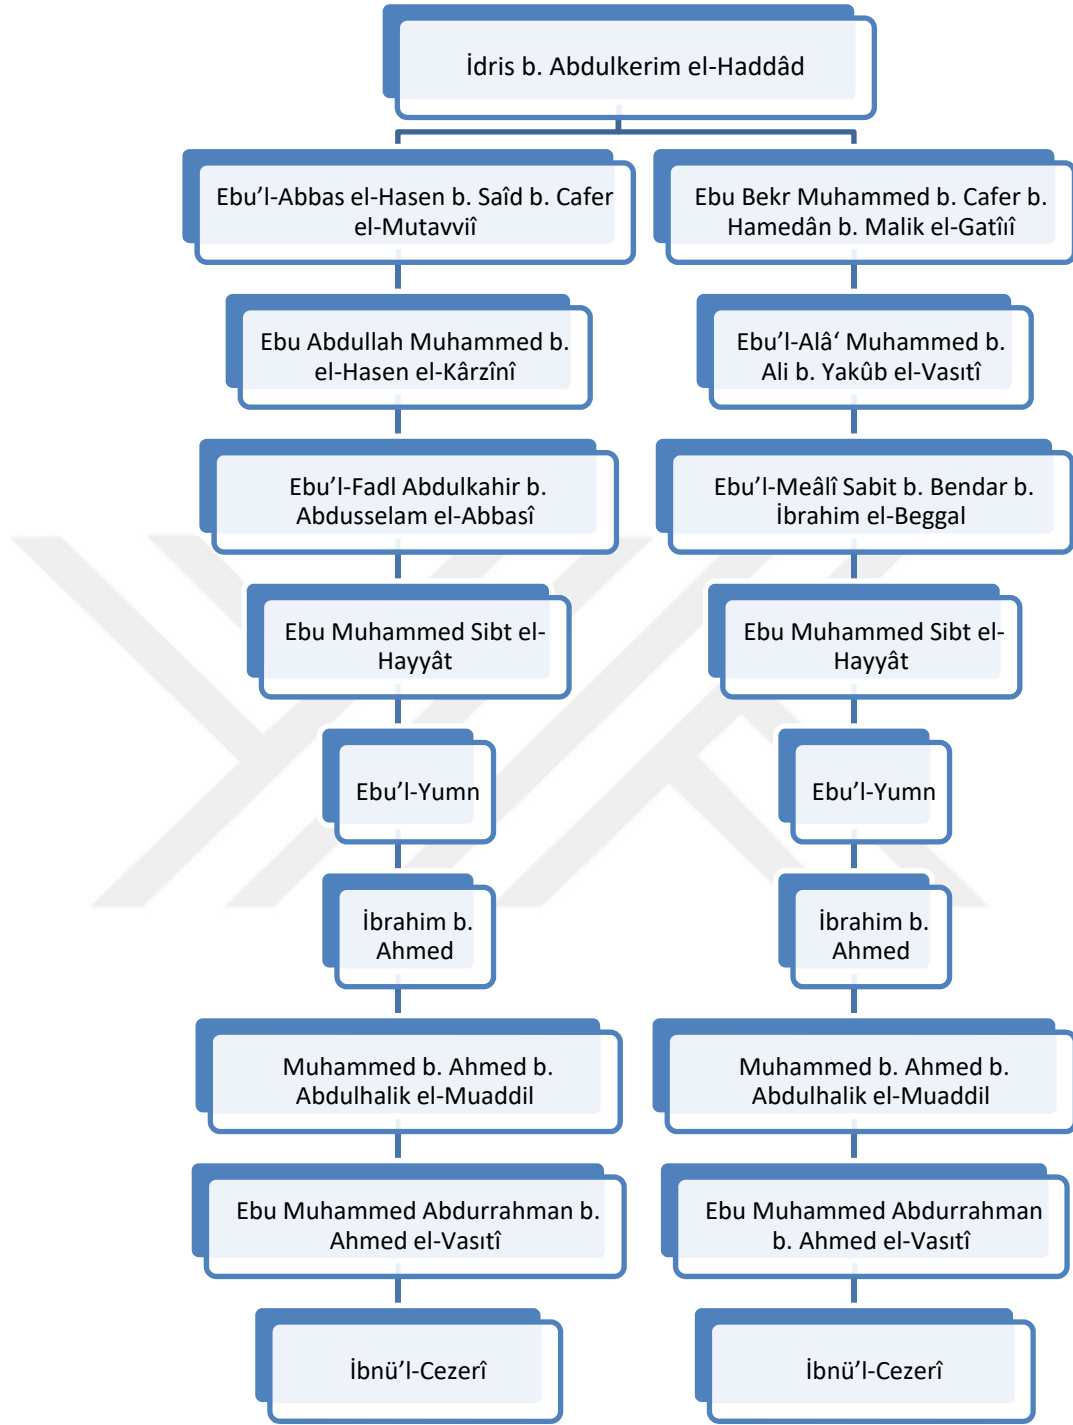 İdris b. Abdulkerim el-Haddâd
Ebu’l-Abbas el-Hasen b. Saîd b. Cafer
el-Mutavviî
Ebu Bekr Muhammed b. Cafer b.
Hamedân b. Malik el-Gatîıî
Ebu Abdullah Muhammed b.
el-Hasen el-Kârzînî
Ebu’l-Alâ‘ Muhammed b.
Ali b. Yakûb el-Vasıtî
Ebu’l-Fadl Abdulkahir b.
Abdusselam el-Abbasî
Ebu’l-Meâlî Sabit b. Bendar b.
İbrahim el-Beggal
Ebu Muhammed Sibt el-
Hayyât
Ebu Muhammed Sibt el-
Hayyât
Ebu’l-Yumn
Ebu’l-Yumn
İbrahim b.
Ahmed
İbrahim b.
Ahmed
Muhammed b. Ahmed b.
Abdulhalik el-Muaddil
Muhammed b. Ahmed b.
Abdulhalik el-Muaddil
Ebu Muhammed Abdurrahman b.
Ahmed el-Vasıtî
Ebu Muhammed Abdurrahman
b. Ahmed el-Vasıtî
İbnü’l-Cezerî
İbnü’l-Cezerî